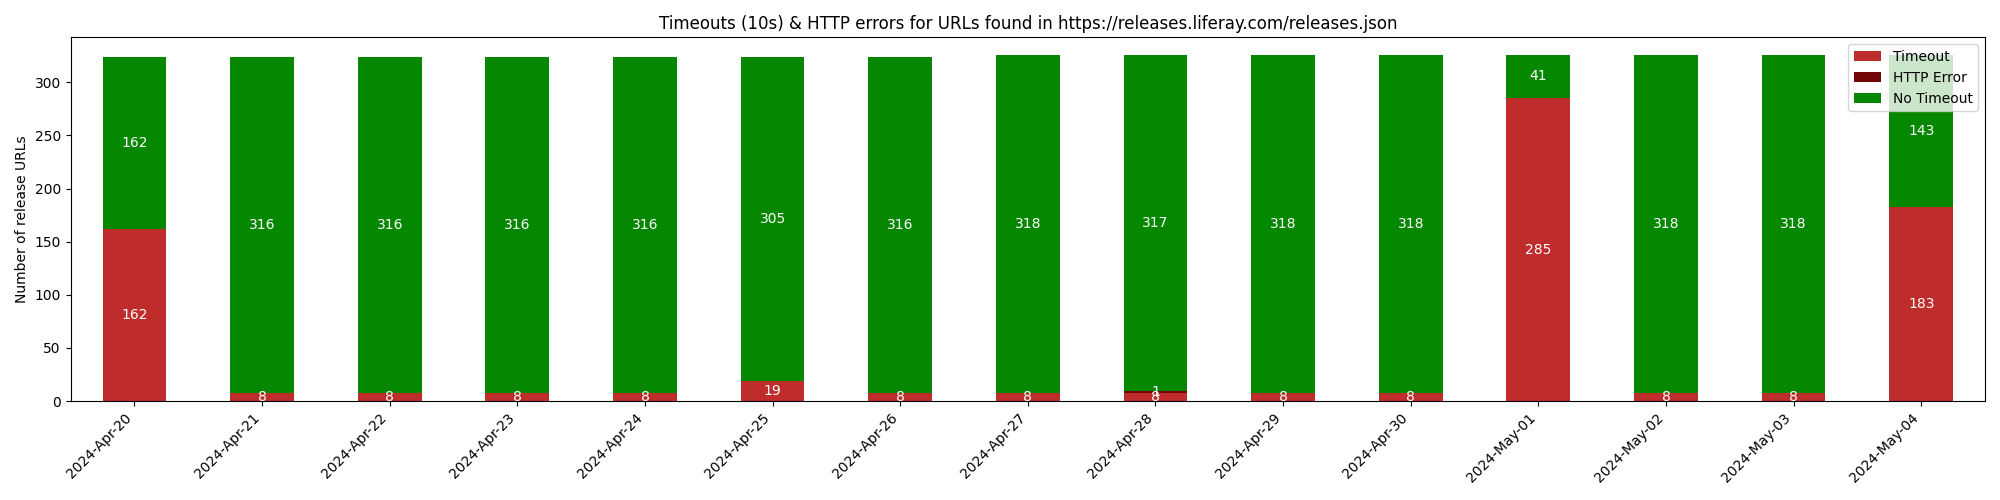 Timeouts (10s) & HTTP errors for URLs found in https://releases.liferay.com/releases.json
Timeout
HTTP Error
No Timeout
Number of release URLs
300
250
200
150
100
50
0
162 316 316 316 316 305 316 318 317 318 318 41 318 318 143
162 8 8 8 8 19 8 8 1 8 8 8 285 8 8 183
2024-Apr-20
2024-Apr-21
2024-Apr-22
2024-Apr-23
2024-Apr-24
2024-Apr-25
2024-Apr-26
2024-Apr-27
2024-Apr-28
2024-Apr-29
2024-Apr-30
2024-May-01
2024-May-02
2024-May-03
2024-May-04